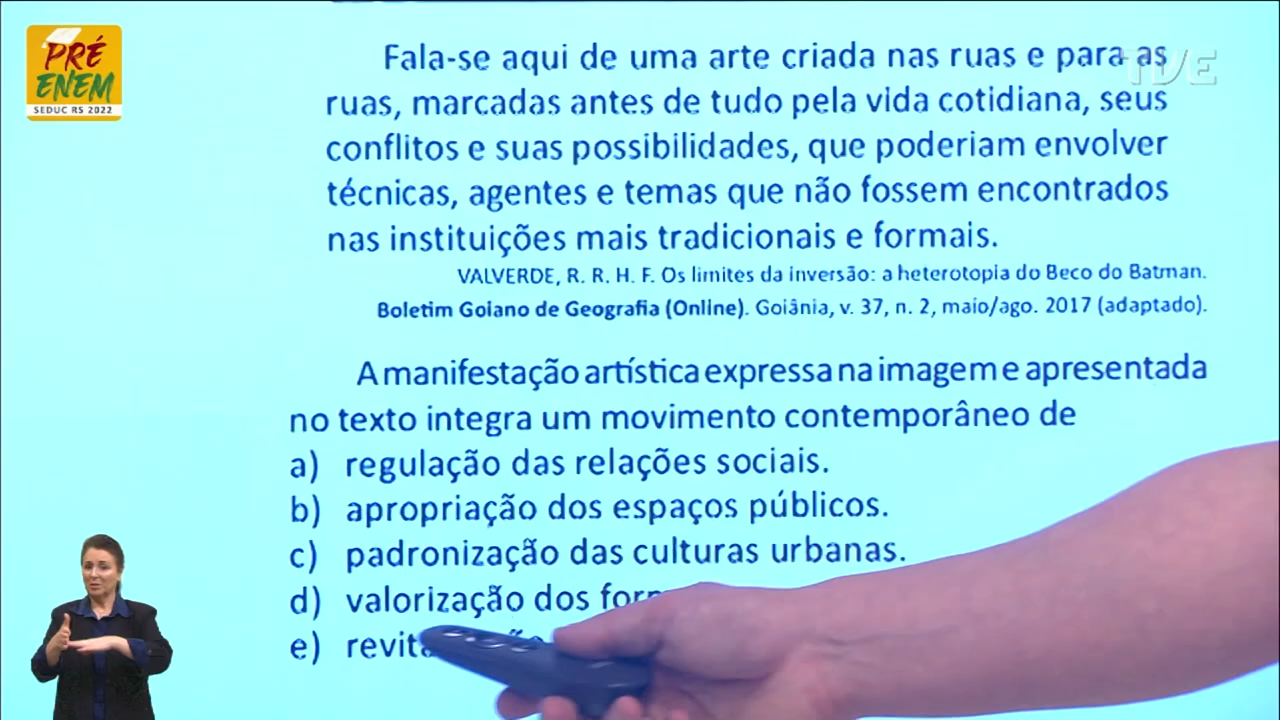 PRÉ
ENEM
SEDUC RS 2022
TVE
Fala-se aqui de uma arte criada nas ruas e para as
ruas, marcadas antes de tudo pela vida cotidiana, seus
conflitos e suas possibilidades, que poderiam envolver
técnicas, agentes e temas que não fossem encontrados
nas instituições mais tradicionais e formais.
VALVERDE, R. R. H. F. Os limites da inversão: a heterotopia do Beco do Batman.
Boletim Goiano de Geografia (Online). Goiânia, v. 37, n. 2, maio/ago. 2017 (adaptado).
A manifestação artística expressa na imagem e apresentada
no texto integra um movimento contemporâneo de
a) regulação das relações sociais.
b) apropriação dos espaços públicos.
c) padronização das culturas urbanas.
d) valorização dos
e)